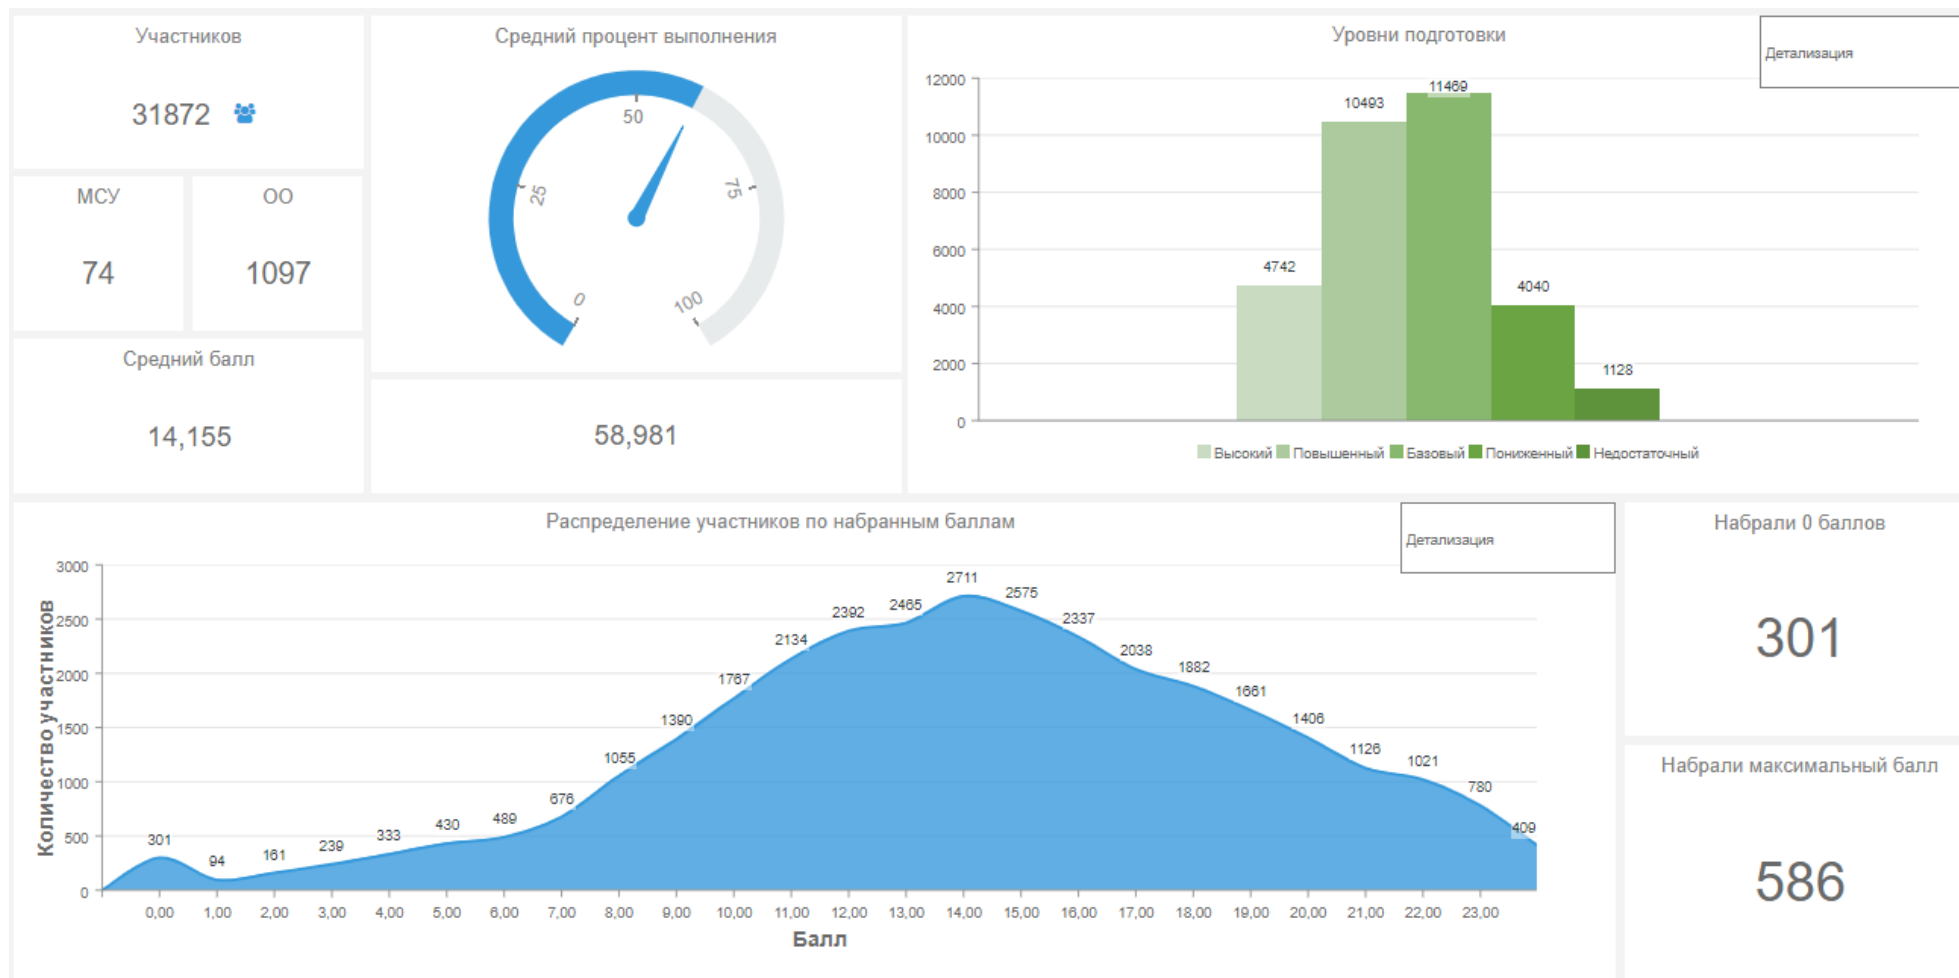 Участников
31872
МСУ
74
ОО
1097
Средний балл
14,155
Средний процент выполнения
0
25
50
75
100
58,981
Уровни подготовки
Детализация
12000
10000
8000
6000
4000
2000
0
4742
10493
11469
4040
1128
Высокий Повышенный Базовый Пониженный Недостаточный
Распределение участников по набранным баллам
Детализация
Количество участников
3000
2500
2000
1500
1000
500
0
301 94 161 239 333 430 489 676 1055 1390 1767 2134 2392 2465 2711 2575 2337 2038 1882 1661 1406 1126 1021 780 409
0,00 1,00 2,00 3,00 4,00 5,00 6,00 7,00 8,00 9,00 10,00 11,00 12,00 13,00 14,00 15,00 16,00 17,00 18,00 19,00 20,00 21,00 22,00 23,00
Балл
Набрали 0 баллов
301
Набрали максимальный балл
586